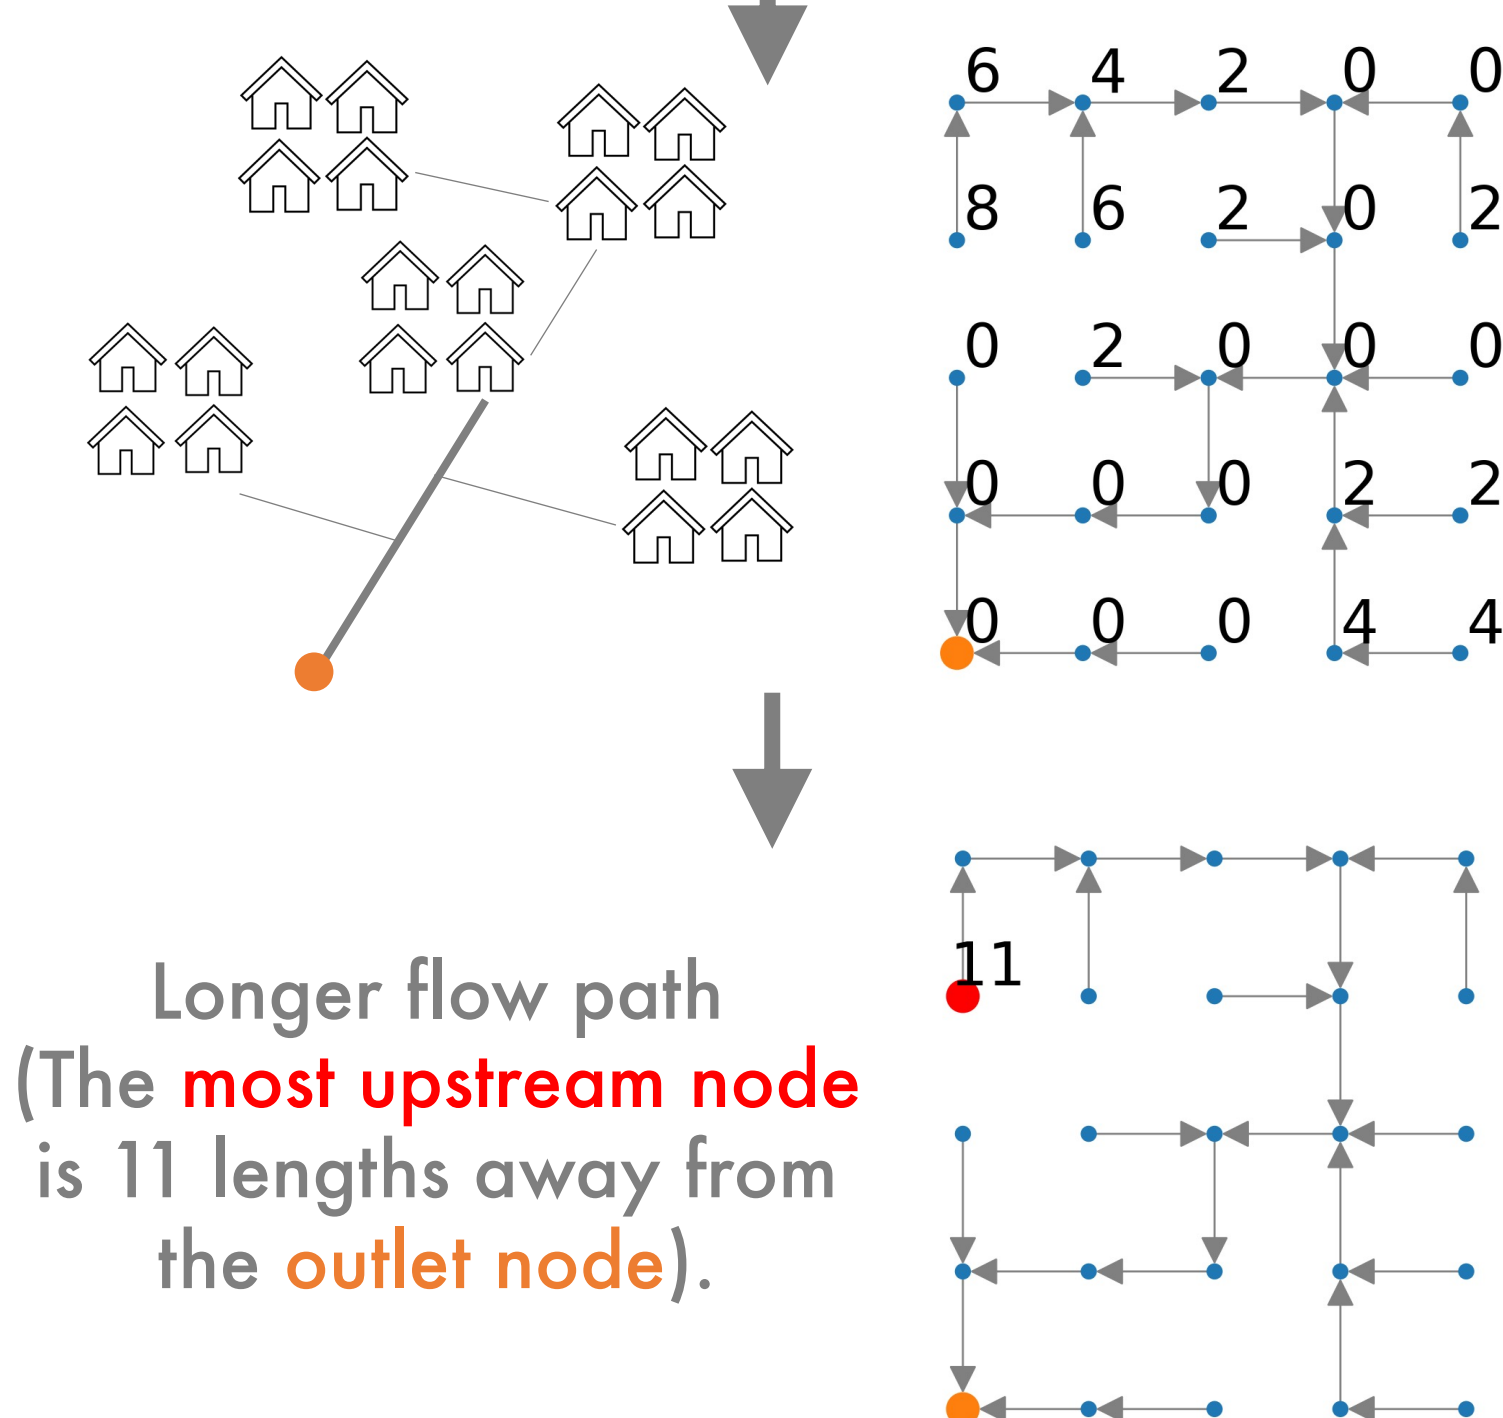 6 4 2 0 0
8 6 2 0 2
0 2 0 0 0
0 0 0 2 2
0 0 0 4 4
11
Longer flow path
(The most upstream node
is 11 lengths away from
the outlet node).